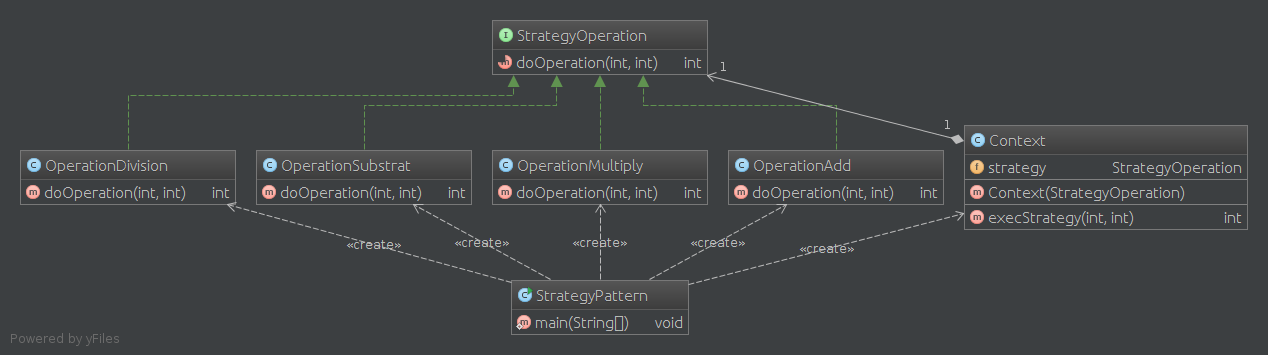 I StrategyOperation
m doOperation(int, int) int
1
1
C Context
f strategy StrategyOperation
m Context(StrategyOperation)
m execStrategy(int, int) int
C OperationDivision
m doOperation(int, int) int
C OperationSubstrat
m doOperation(int, int) int
C OperationMultiply
m doOperation(int, int) int
C OperationAdd
m doOperation(int, int) int
«create»
«create»
«create»
«create»
«create»
C StrategyPattern
m main(String[]) void
Powered by yFiles